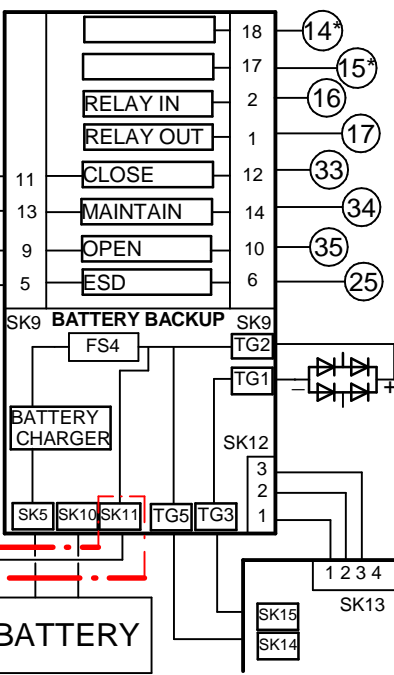 18 14*
17 15*
RELAY IN 2 16
RELAY OUT 1 17
11 CLOSE 12 33
13 MAINTAIN 14 34
9 OPEN 10 35
5 ESD 6 25
SK9 BATTERY BACKUP SK9
FS4 TG2
TG1
- +
BATTERY
CHARGER
SK12
3
2
1
SK5 SK10 SK11 TG5 TG3
1 2 3 4
SK13
SK15
SK14
BATTERY